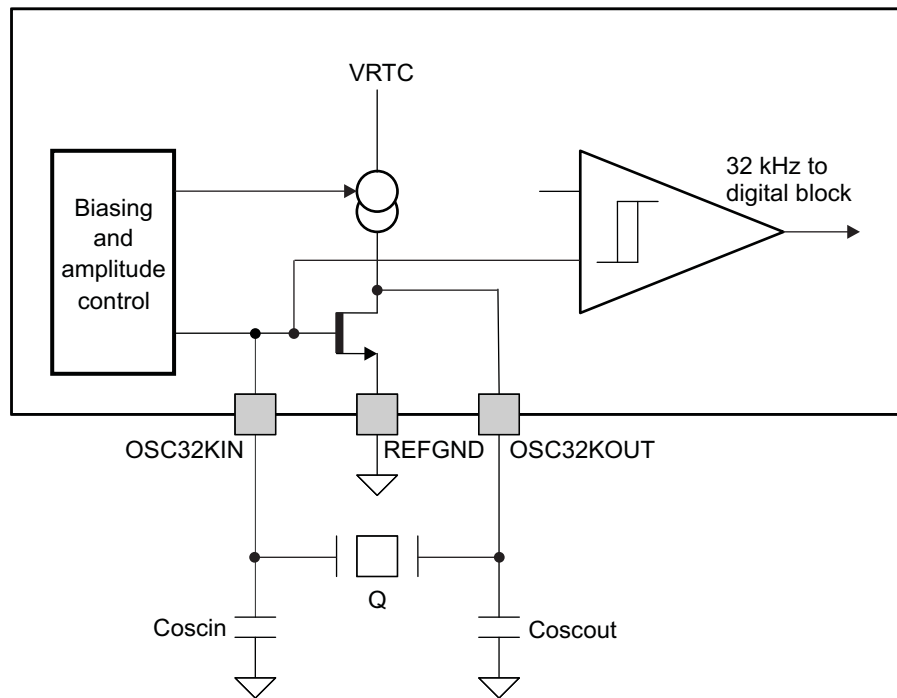 VRTC
32 kHz to
digital block
Biasing
and
amplitude
control
OSC32KIN
REFGND
OSC32KOUT
Q
Coscin
Coscout